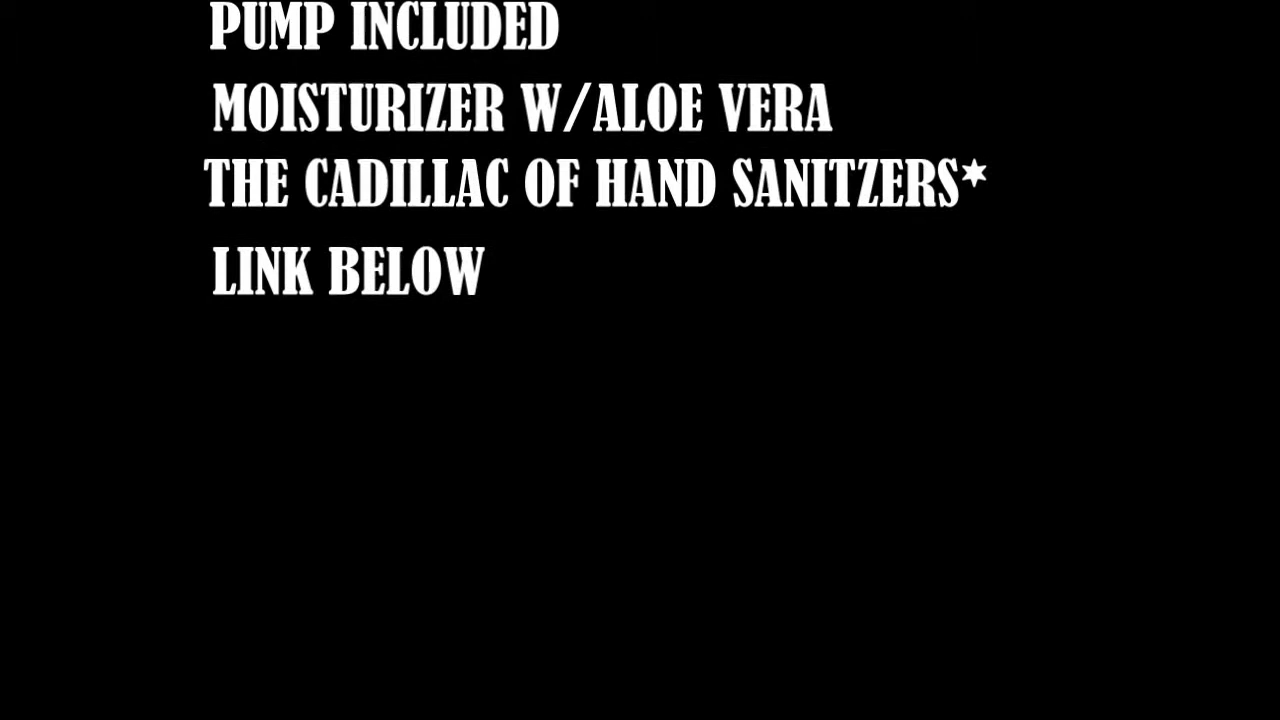 PUMP INCLUDED
MOISTURIZER W/ALOE VERA
THE CADILLAC OF HAND SANITZERS*
LINK BELOW